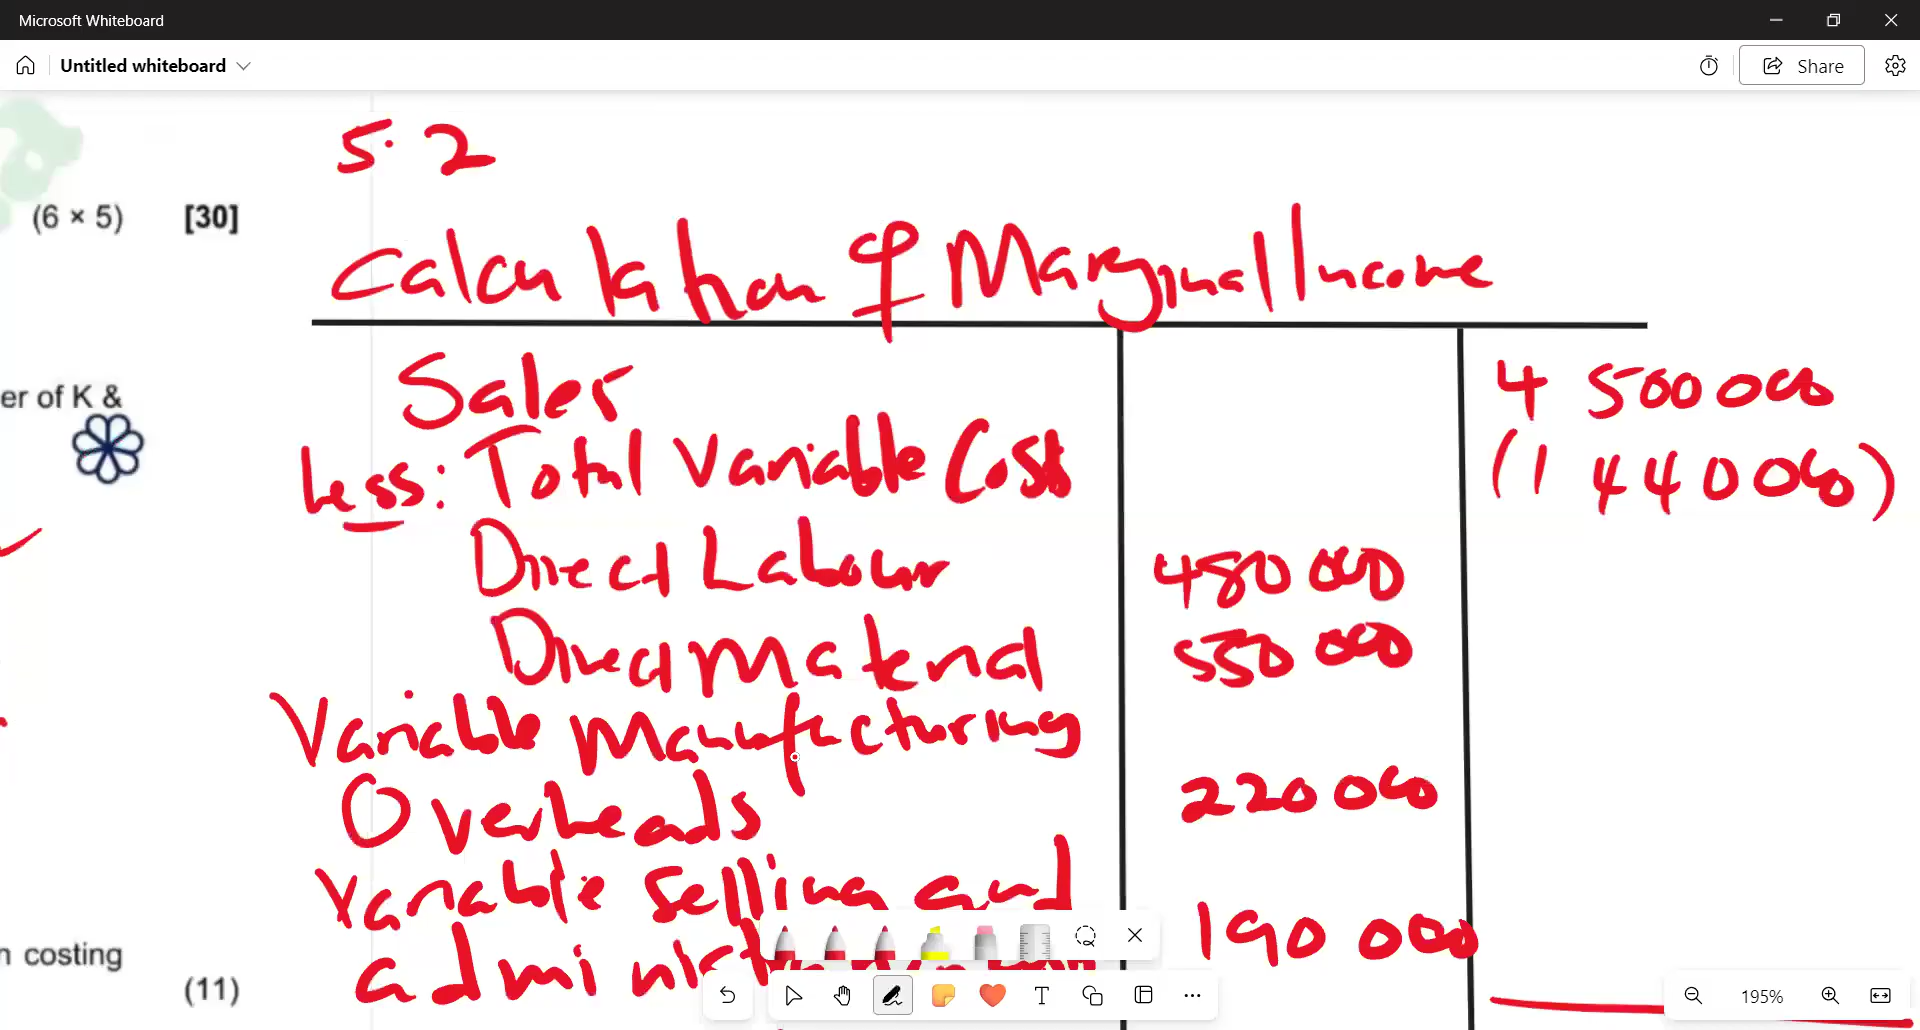 Microsoft Whiteboard
Untitled whiteboard
Share
5.2
(6 × 5) [30]
Calculation of Marginal Income
Sales 4 500 000
er of K &
Less: Total Variable Cost (1 440 000)
Direct Labour 480 000
Direct Material 550 000
Variable Manufacturing
Overheads 220 000
Variable Selling and
n costing
190 000
(11)
T
195%